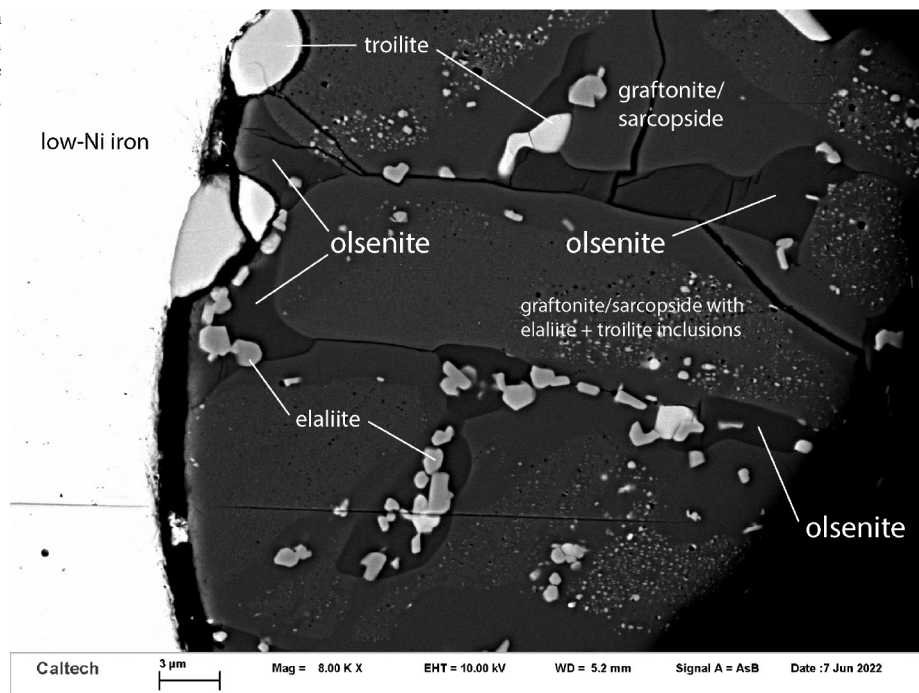 troilite
graftonite/
sarcopside
low-Ni iron
olsenite
olsenite
graftonite/sarcopside with
elaliite + troilite inclusions
elaliite
olsenite
Caltech
3 µm
Mag = 8.00 K X
EHT = 10.00 kV
WD = 5.2 mm
Signal A = AsB
Date :7 Jun 2022